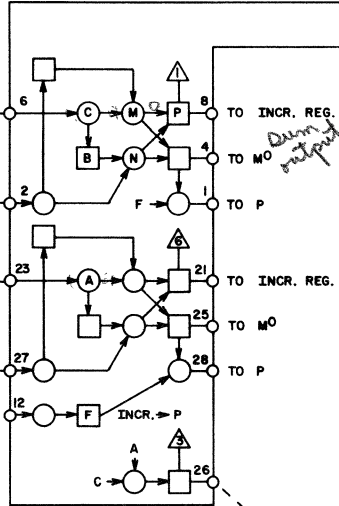 1
6 C M P 8 TO INCR. REG.
Dum
output
B N 4 TO M⁰
2 F 1 TO P
6
23 A 21 TO INCR. REG.
25 TO M⁰
27 28 TO P
12 F INCR.→P
3
A
C 26